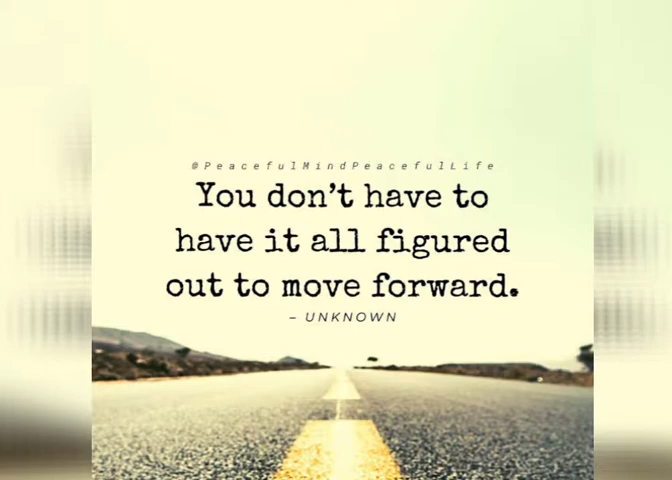 @PeacefulMindPeacefulLife
You don't have to
have it all figured
out to move forward.
– UNKNOWN